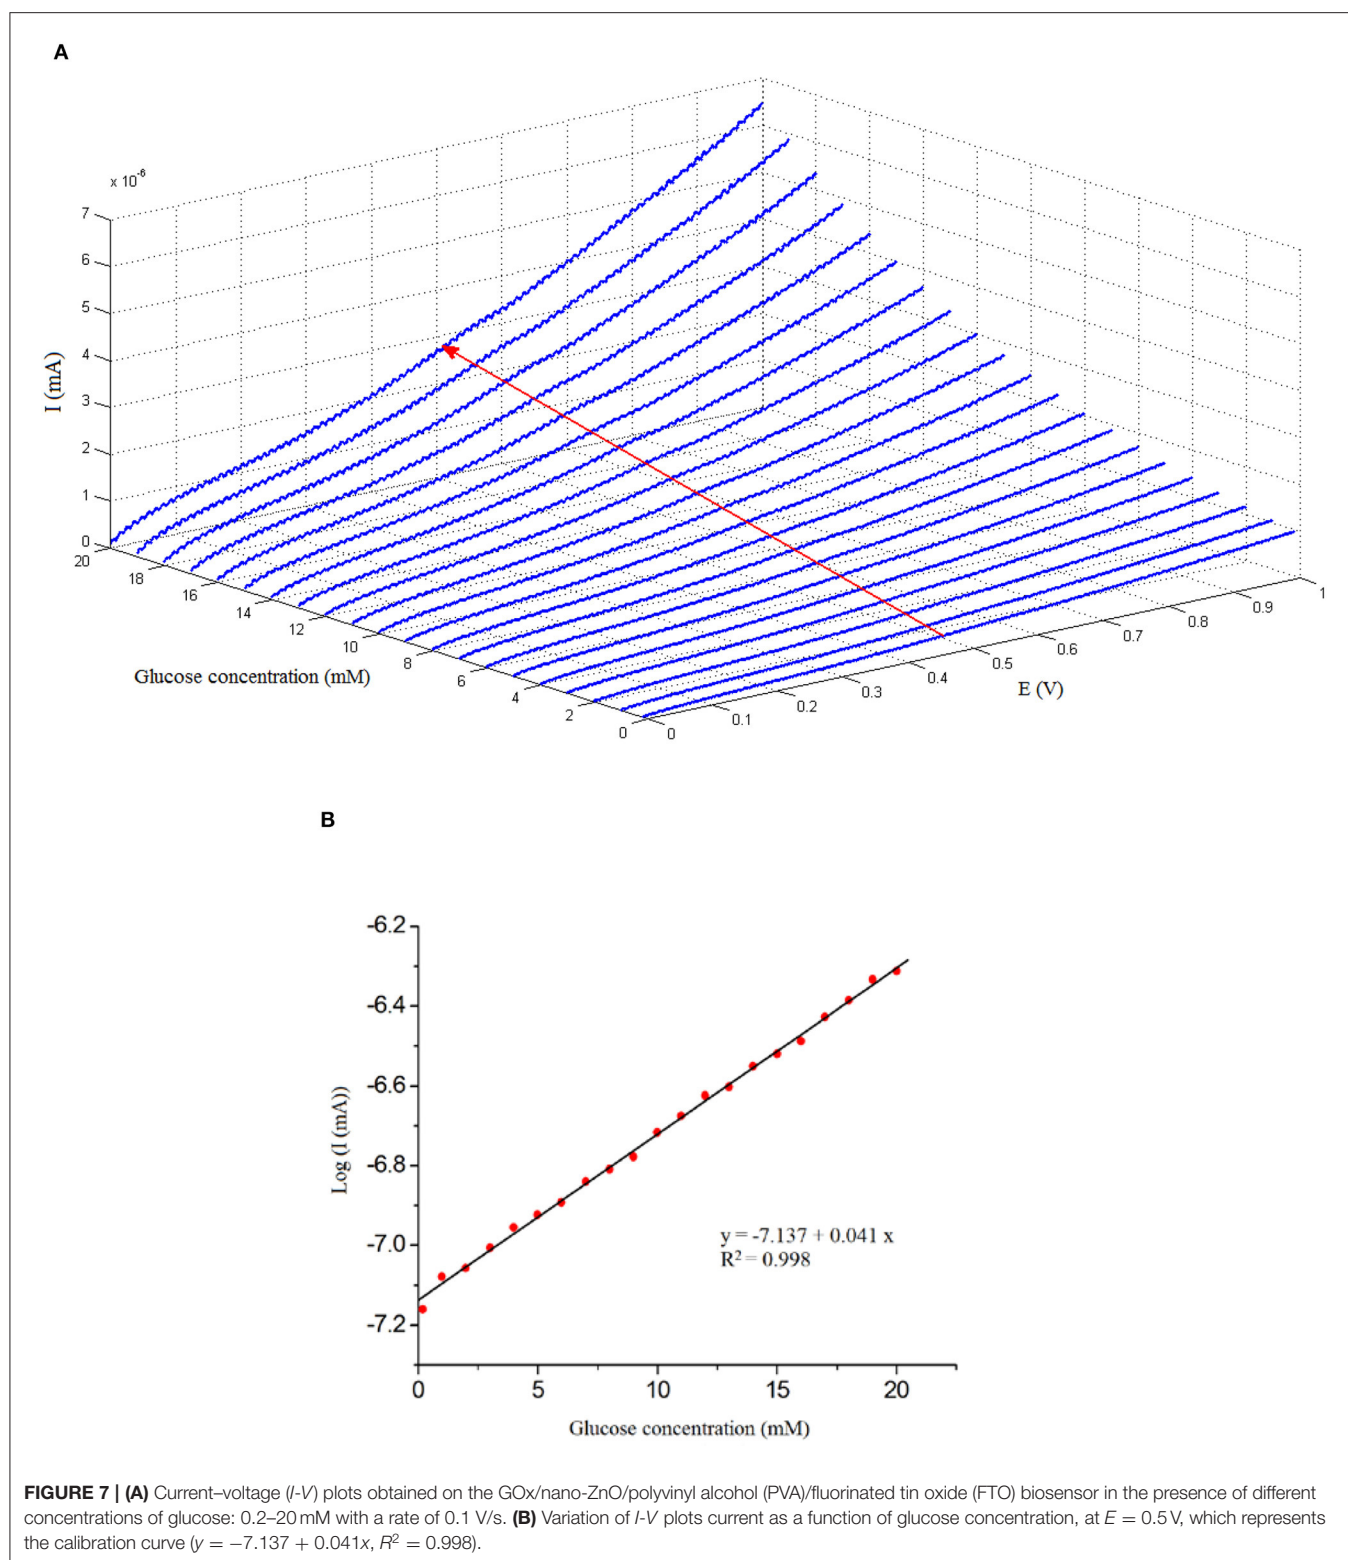 A
x 10⁻⁶
7
6
5
4
3
2
1
0
I (mA)
20
18
16
14
12
10
8
6
4
2
0
Glucose concentration (mM)
0
0.1
0.2
0.3
0.4
0.5
0.6
0.7
0.8
0.9
1
E (V)
B
-6.2
-6.4
-6.6
-6.8
-7.0
-7.2
Log (I (mA))
y = -7.137 + 0.041 x
R² = 0.998
0 5 10 15 20
Glucose concentration (mM)
FIGURE 7 | (A) Current–voltage (I-V) plots obtained on the GOx/nano-ZnO/polyvinyl alcohol (PVA)/fluorinated tin oxide (FTO) biosensor in the presence of different
concentrations of glucose: 0.2–20 mM with a rate of 0.1 V/s. (B) Variation of I-V plots current as a function of glucose concentration, at E = 0.5 V, which represents
the calibration curve (y = −7.137 + 0.041x, R² = 0.998).